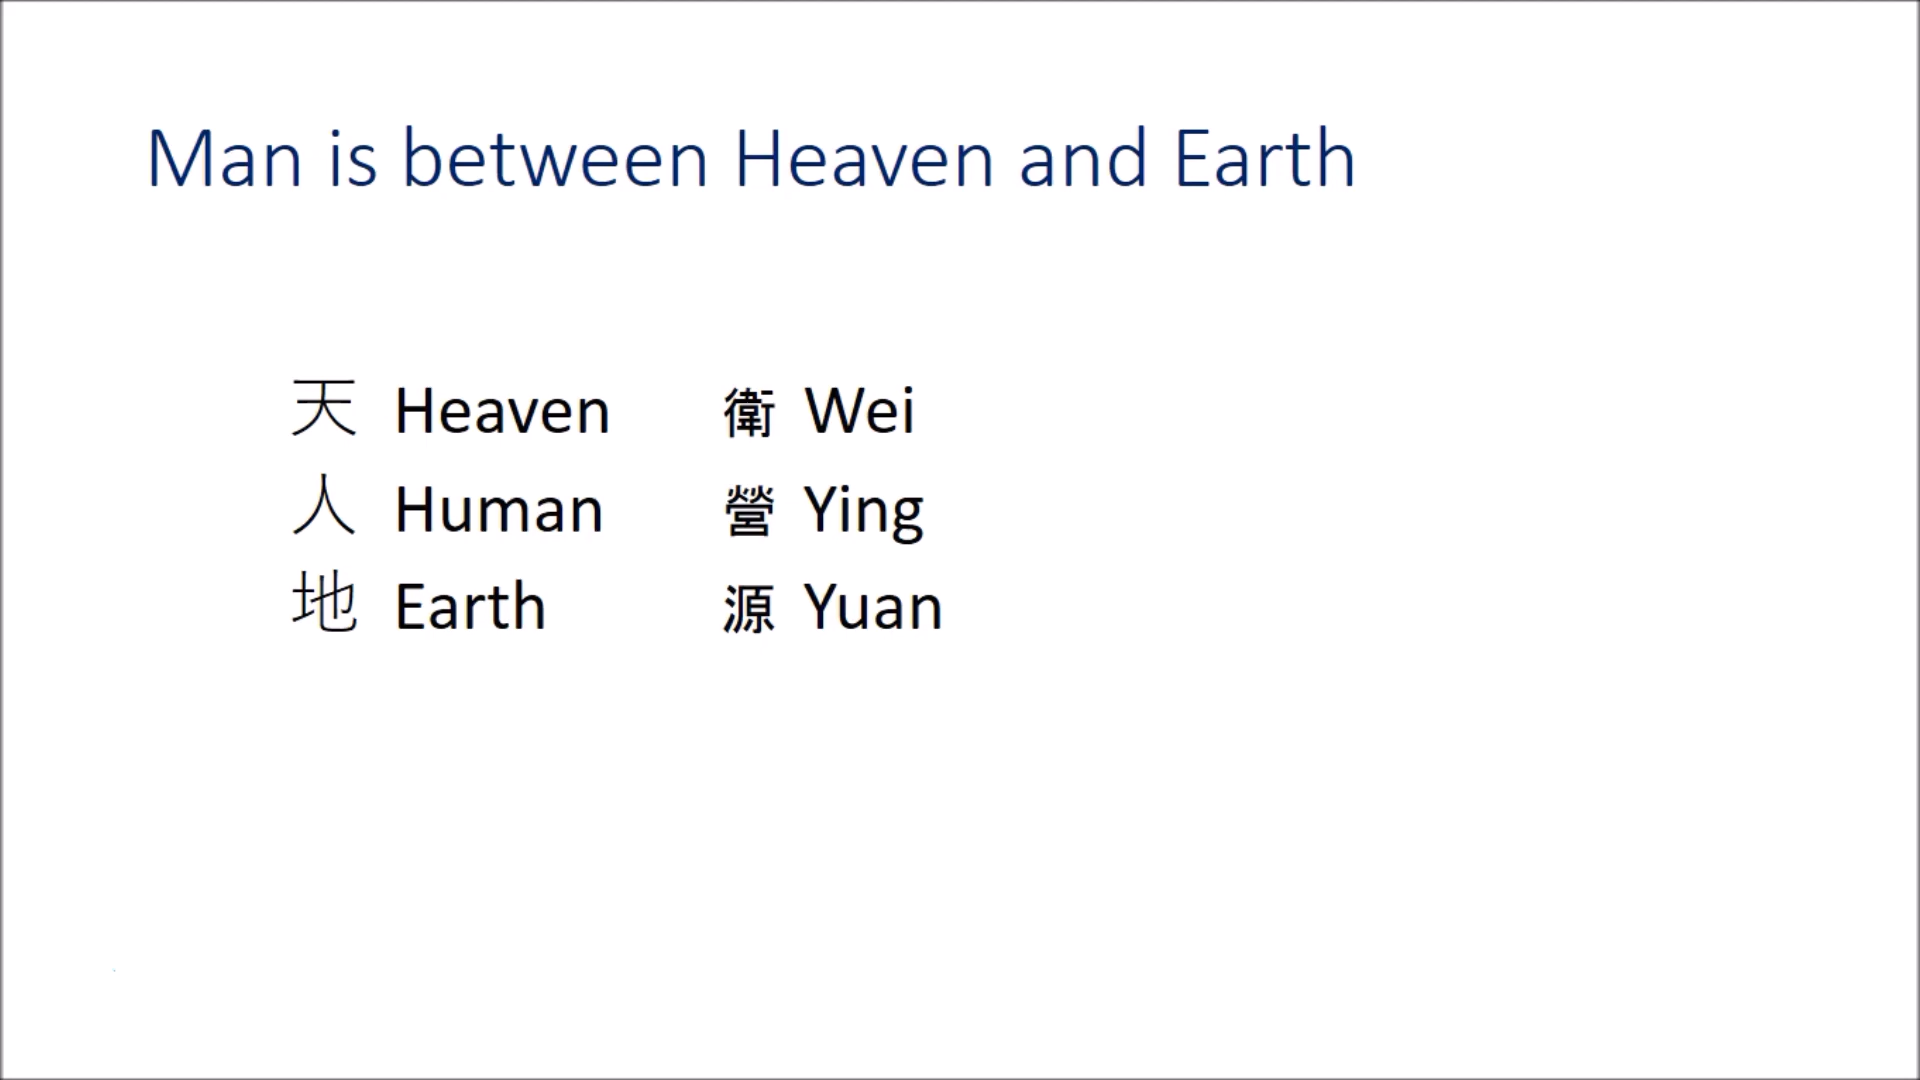 Man is between Heaven and Earth
天 Heaven 衛 Wei
人 Human 營 Ying
地 Earth 源 Yuan